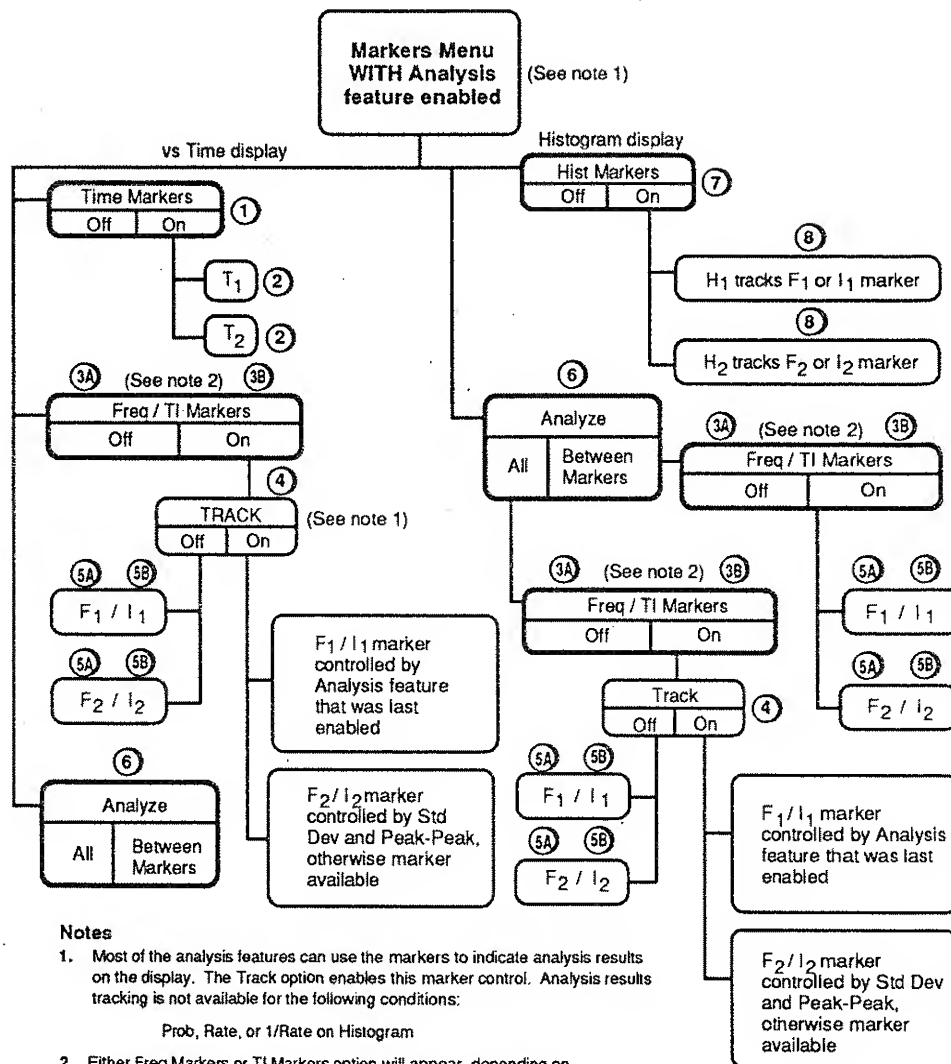 Markers Menu
WITH Analysis
feature enabled
(See note 1)
vs Time display
Histogram display
Time Markers
Off On
1
T1
2
T2
2
3A (See note 2) 3B
Freq / TI Markers
Off On
4
TRACK
Off On
(See note 1)
5A 5B
F1 / I1
5A 5B
F2 / I2
F1 / I1 marker
controlled by
Analysis feature
that was last
enabled
F2 / I2 marker
controlled by Std
Dev and Peak-Peak,
otherwise marker
available
6
Analyze
All
Between
Markers
Hist Markers
Off On
7
8
H1 tracks F1 or I1 marker
8
H2 tracks F2 or I2 marker
6
Analyze
All
Between
Markers
3A (See note 2) 3B
Freq / TI Markers
Off On
5A 5B
F1 / I1
5A 5B
F2 / I2
3A (See note 2) 3B
Freq / TI Markers
Off On
Track
Off On
4
5A 5B
F1 / I1
5A 5B
F2 / I2
F1 / I1 marker
controlled by Analysis
feature that was last
enabled
F2 / I2 marker
controlled by Std Dev
and Peak-Peak,
otherwise marker
available
Notes
1. Most of the analysis features can use the markers to indicate analysis results
on the display. The Track option enables this marker control. Analysis results
tracking is not available for the following conditions:
Prob, Rate, or 1/Rate on Histogram
2. Either Freq Markers or TI Markers option will appear, depending on